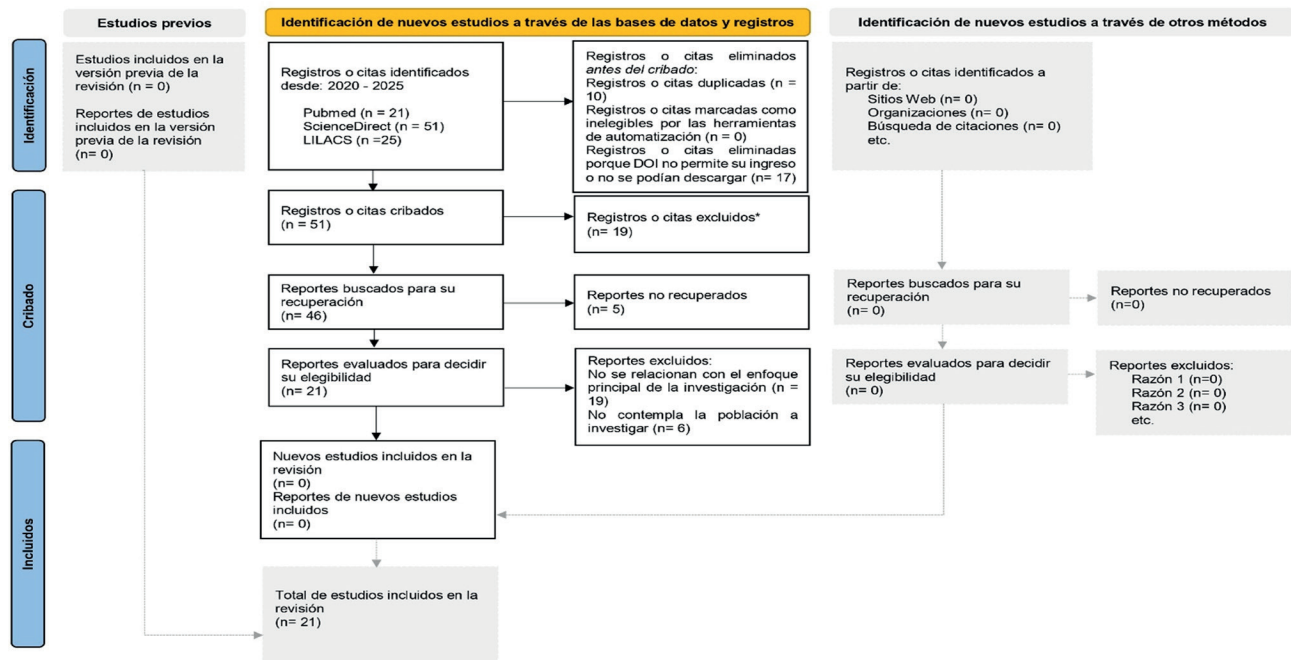 Estudios previos
Identificación de nuevos estudios a través de las bases de datos y registros
Identificación de nuevos estudios a través de otros métodos
Identificación
Estudios incluidos en la
versión previa de la
revisión (n = 0)
Reportes de estudios
incluidos en la versión
previa de la revisión
(n= 0)
Registros o citas identificados
desde: 2020 - 2025
Pubmed (n = 21)
ScienceDirect (n = 51)
LILACS (n =25)
Registros o citas eliminados
antes del cribado:
Registros o citas duplicadas (n =
10)
Registros o citas marcadas como
inelegibles por las herramientas
de automatización (n = 0)
Registros o citas eliminadas
porque DOI no permite su ingreso
o no se podían descargar (n= 17)
Registros o citas identificados a
partir de:
Sitios Web (n= 0)
Organizaciones (n= 0)
Búsqueda de citaciones (n= 0)
etc.
Cribado
Registros o citas cribados
(n = 51)
Registros o citas excluidos*
(n= 19)
Reportes buscados para su
recuperación
(n = 46)
Reportes no recuperados
(n= 5)
Reportes buscados para su
recuperación
(n= 0)
Reportes no recuperados
(n=0)
Reportes evaluados para decidir
su elegibilidad
(n = 21)
Reportes excluidos:
No se relacionan con el enfoque
principal de la investigación (n =
19)
No contempla la población a
investigar (n= 6)
Reportes evaluados para decidir
su elegibilidad
(n= 0)
Reportes excluidos:
Razón 1 (n=0)
Razón 2 (n= 0)
Razón 3 (n= 0)
etc.
Incluidos
Nuevos estudios incluidos en la
revisión
(n= 0)
Reportes de nuevos estudios
incluidos
(n= 0)
Total de estudios incluidos en la
revisión
(n= 21)